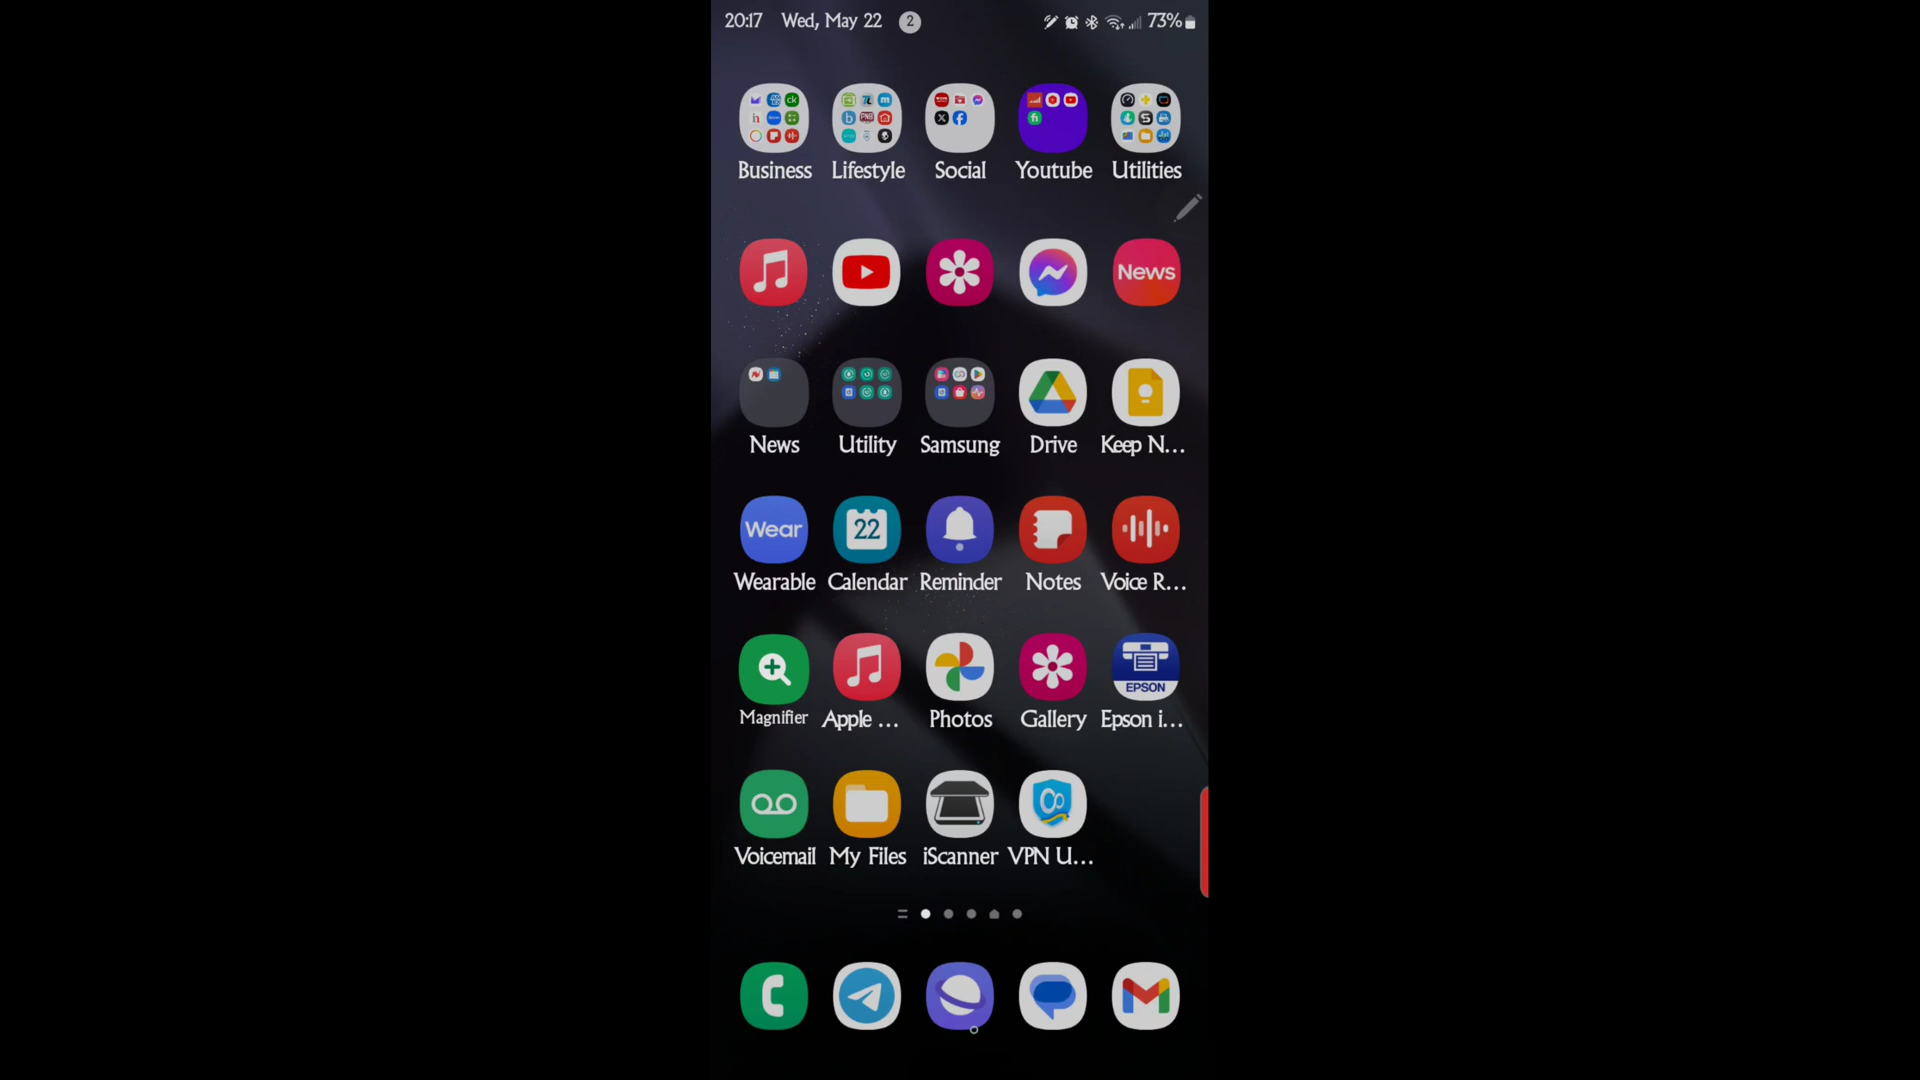 20:17 Wed, May 22 2 73%
Business Lifestyle Social Youtube Utilities
News
News Utility Samsung Drive Keep N...
Wear 22
Wearable Calendar Reminder Notes Voice R...
EPSON
Magnifier Apple ... Photos Gallery Epson i...
Voicemail My Files iScanner VPN U...